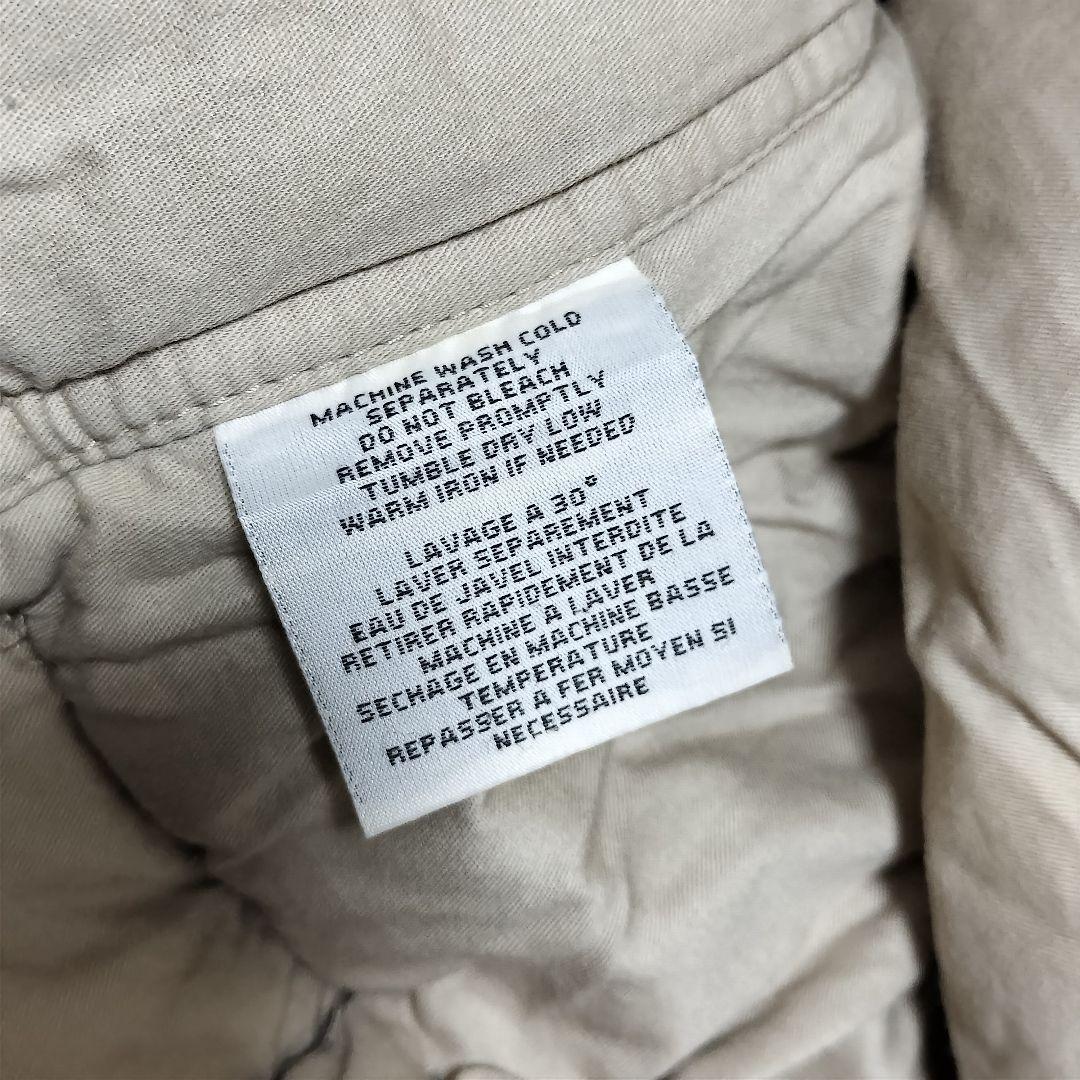 MACHINE WASH COLD
SEPARATELY
DO NOT BLEACH
REMOVE PROMPTLY
TUMBLE DRY LOW
WARM IRON IF NEEDED
LAVAGE A 30°
LAVER SEPAREMENT
EAU DE JAVEL INTERDITE
RETIRER RAPIDEMENT DE LA
MACHINE A LAVER
SECHAGE EN MACHINE BASSE
TEMPERATURE
REPASSER A FER MOYEN SI
NECESSAIRE